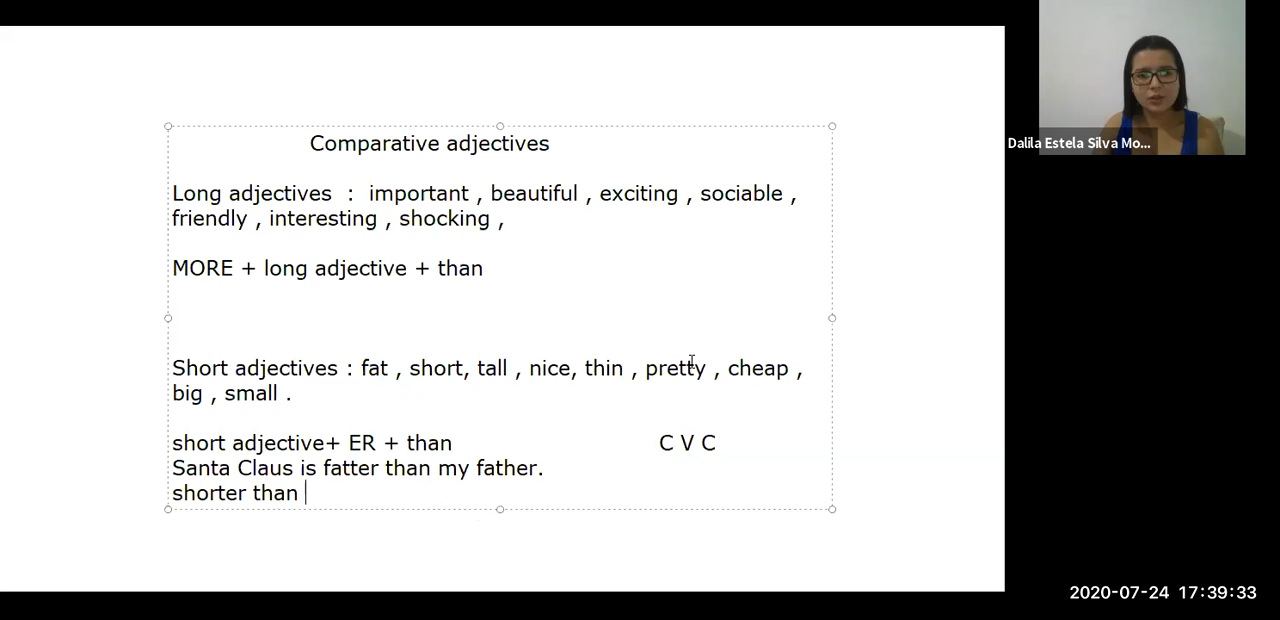 Comparative adjectives
Long adjectives : important , beautiful , exciting , sociable ,
friendly , interesting , shocking ,
MORE + long adjective + than
Short adjectives : fat , short, tall , nice, thin , pretty , cheap ,
big , small .
short adjective+ ER + than C V C
Santa Claus is fatter than my father.
shorter than
Dalila Estela Silva Mo...
2020-07-24 17:39:33